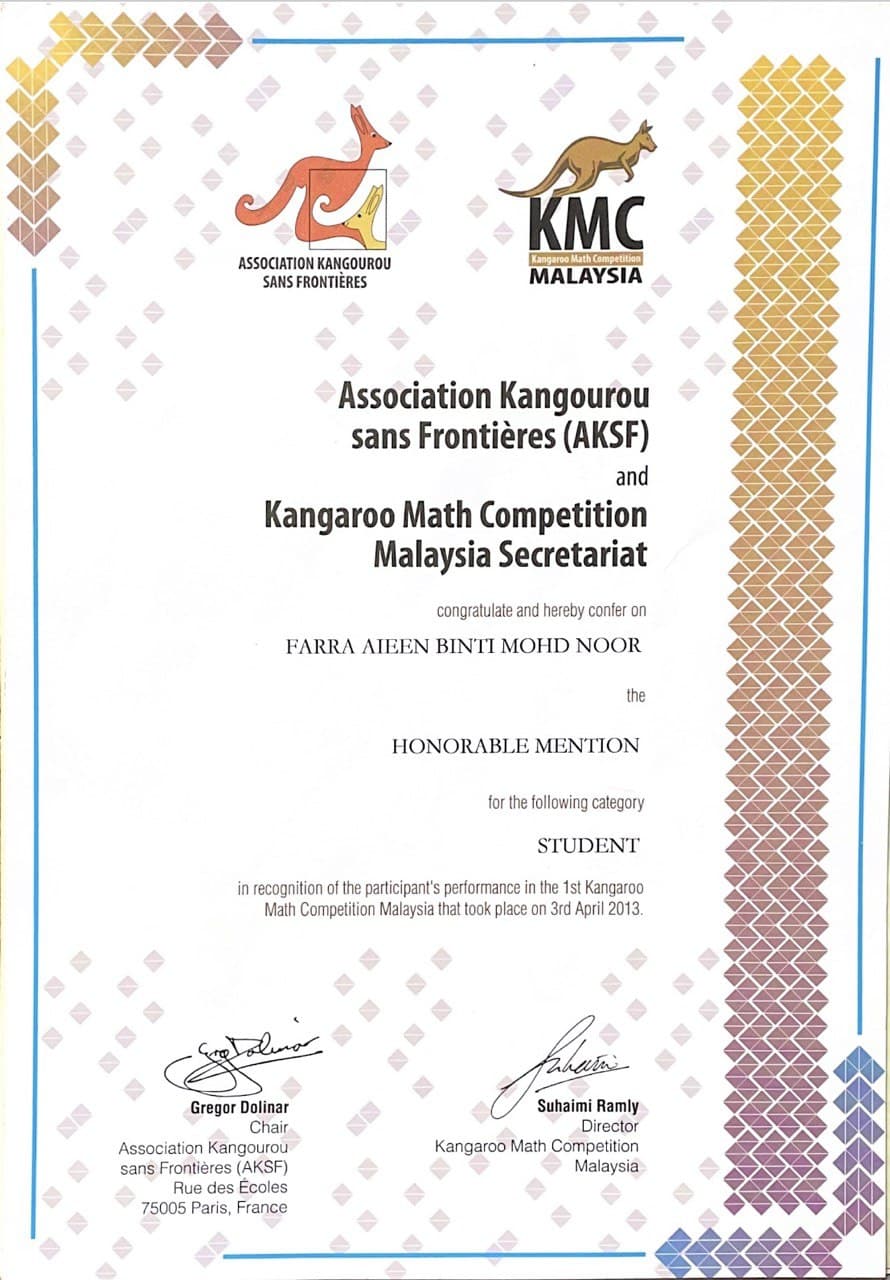 ASSOCIATION KANGOUROU
SANS FRONTIÈRES
KMC
Kangaroo Math Competition
MALAYSIA
Association Kangourou
sans Frontières (AKSF)
and
Kangaroo Math Competition
Malaysia Secretariat
congratulate and hereby confer on
FARRA AIEEN BINTI MOHD NOOR
the
HONORABLE MENTION
for the following category
STUDENT
in recognition of the participant's performance in the 1st Kangaroo
Math Competition Malaysia that took place on 3rd April 2013.
Greg Dolinar
Gregor Dolinar
Chair
Association Kangourou
sans Frontières (AKSF)
Rue des Écoles
75005 Paris, France
Suhaimi
Suhaimi Ramly
Director
Kangaroo Math Competition
Malaysia